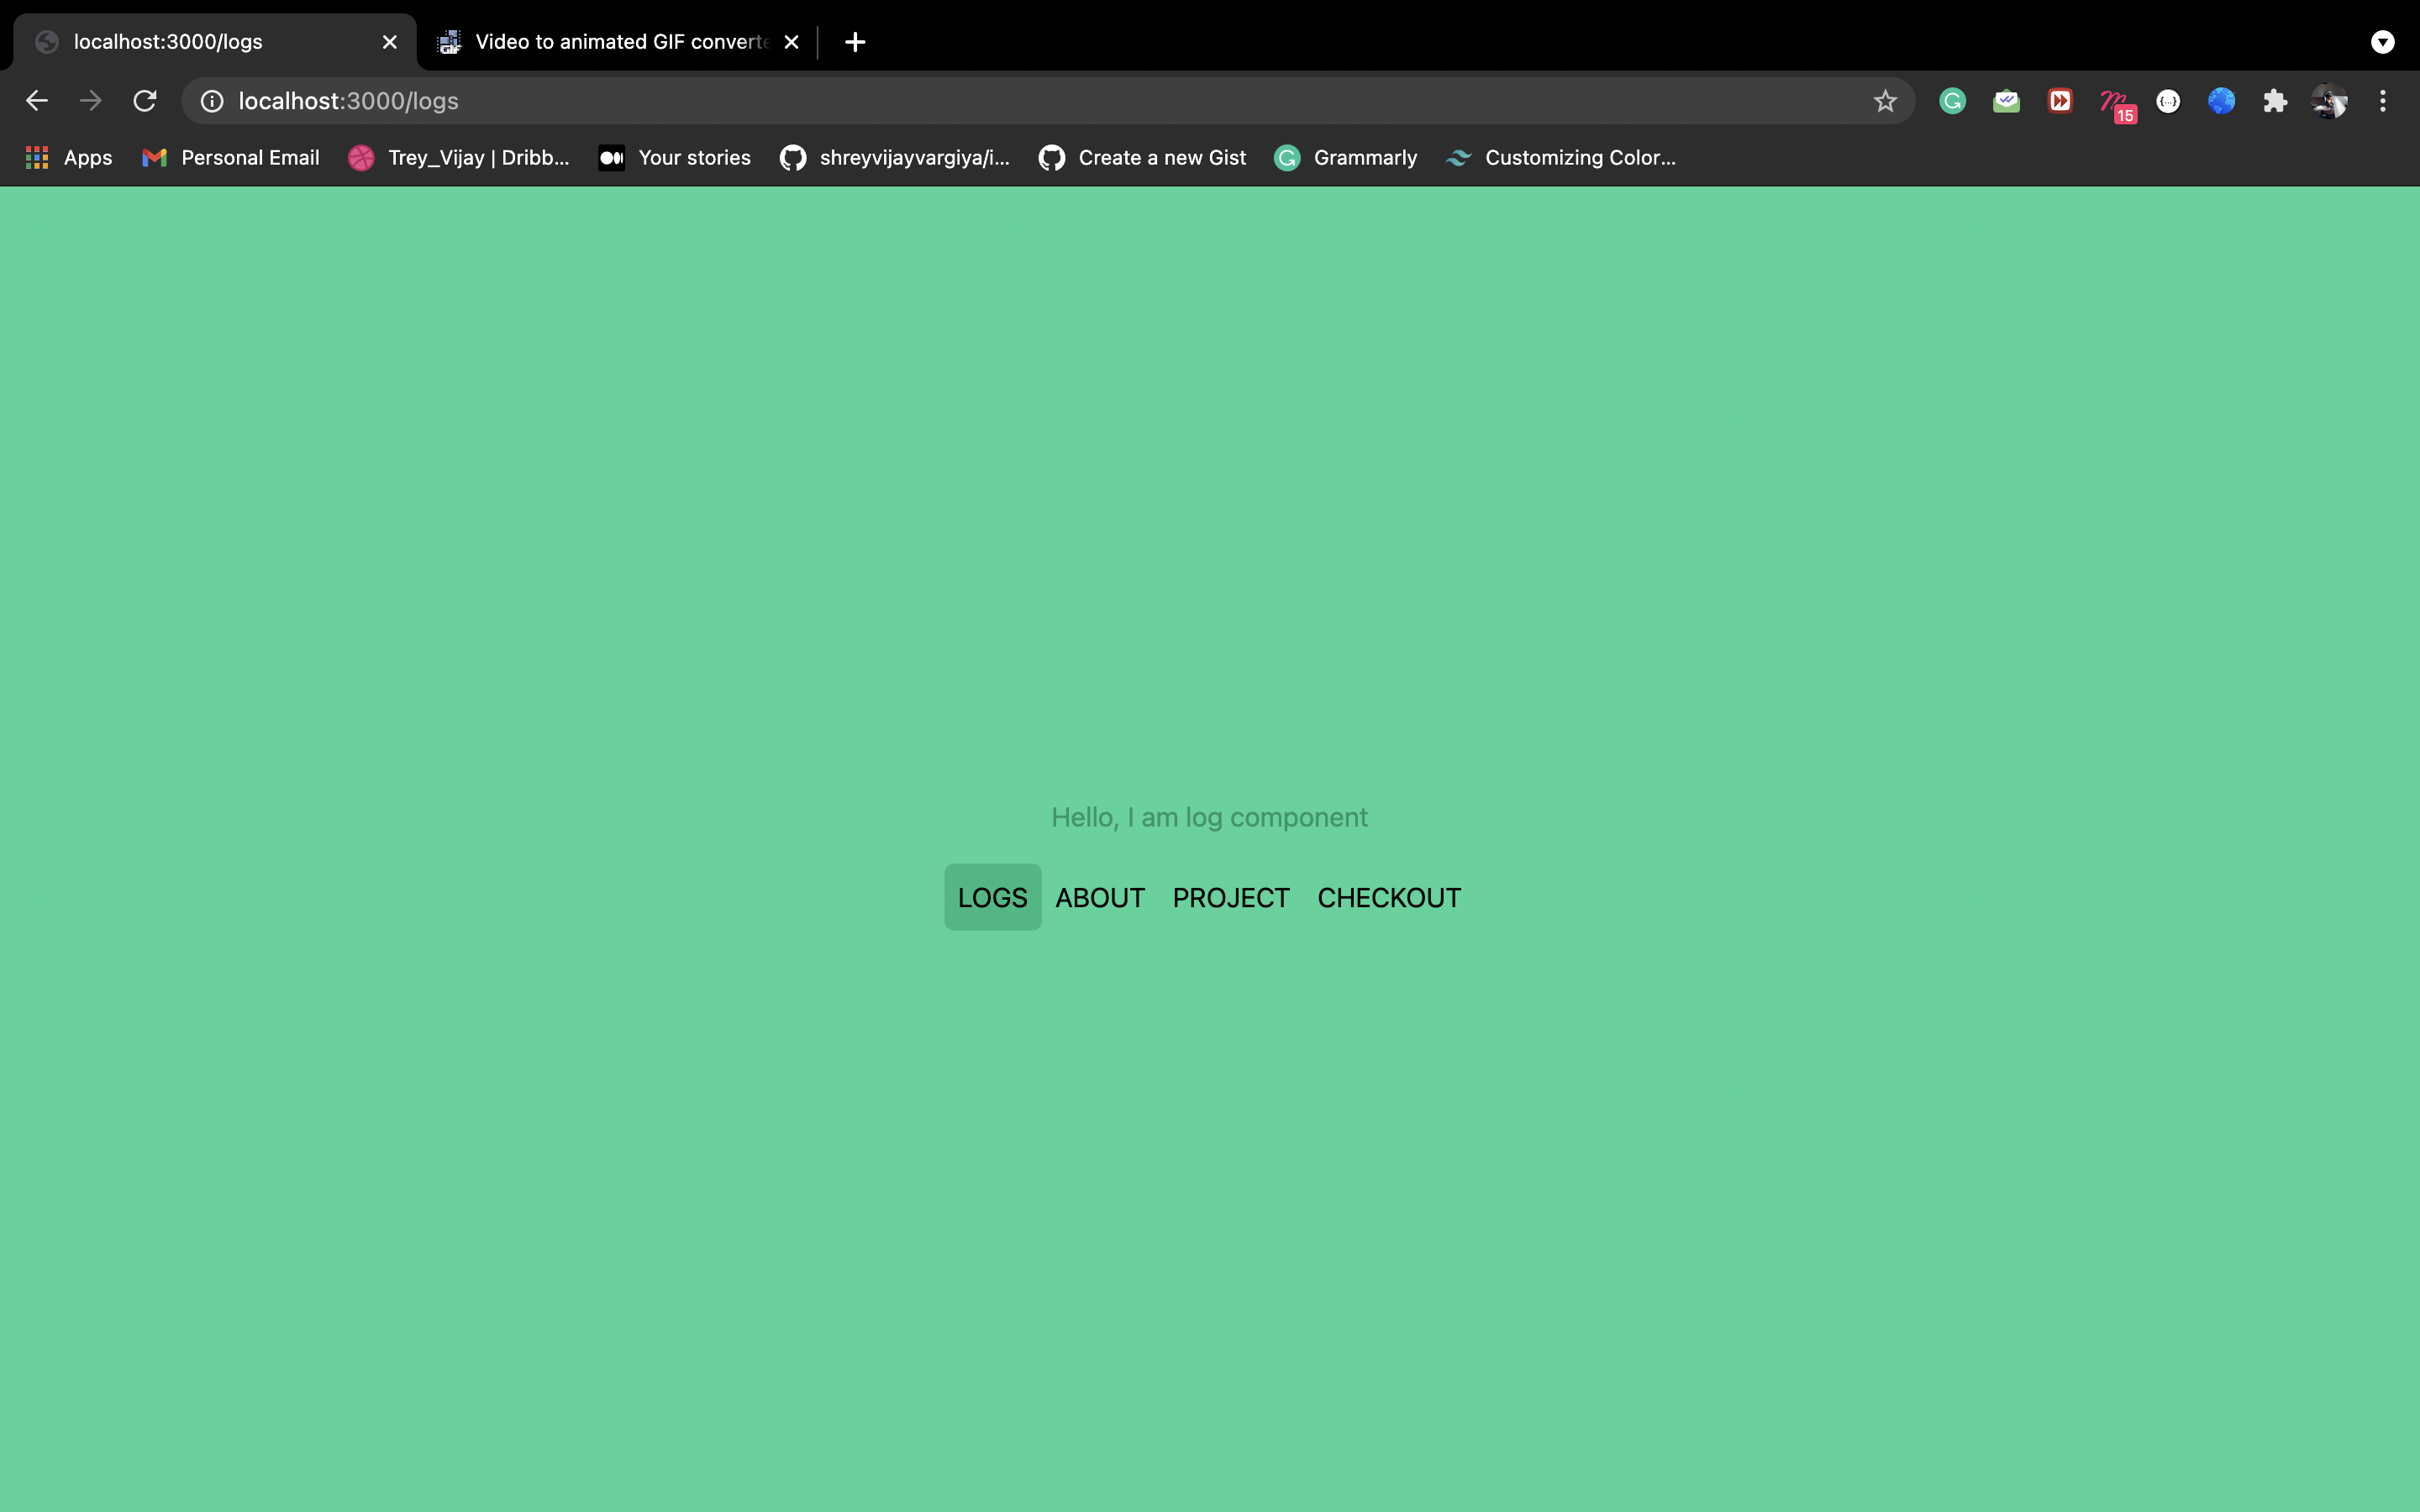 localhost:3000/logs
Video to animated GIF converte
localhost:3000/logs
15
Apps
Personal Email
Trey_Vijay | Dribb...
Your stories
shreyvijayvargiya/i...
Create a new Gist
Grammarly
Customizing Color...
Hello, I am log component
LOGS ABOUT PROJECT CHECKOUT